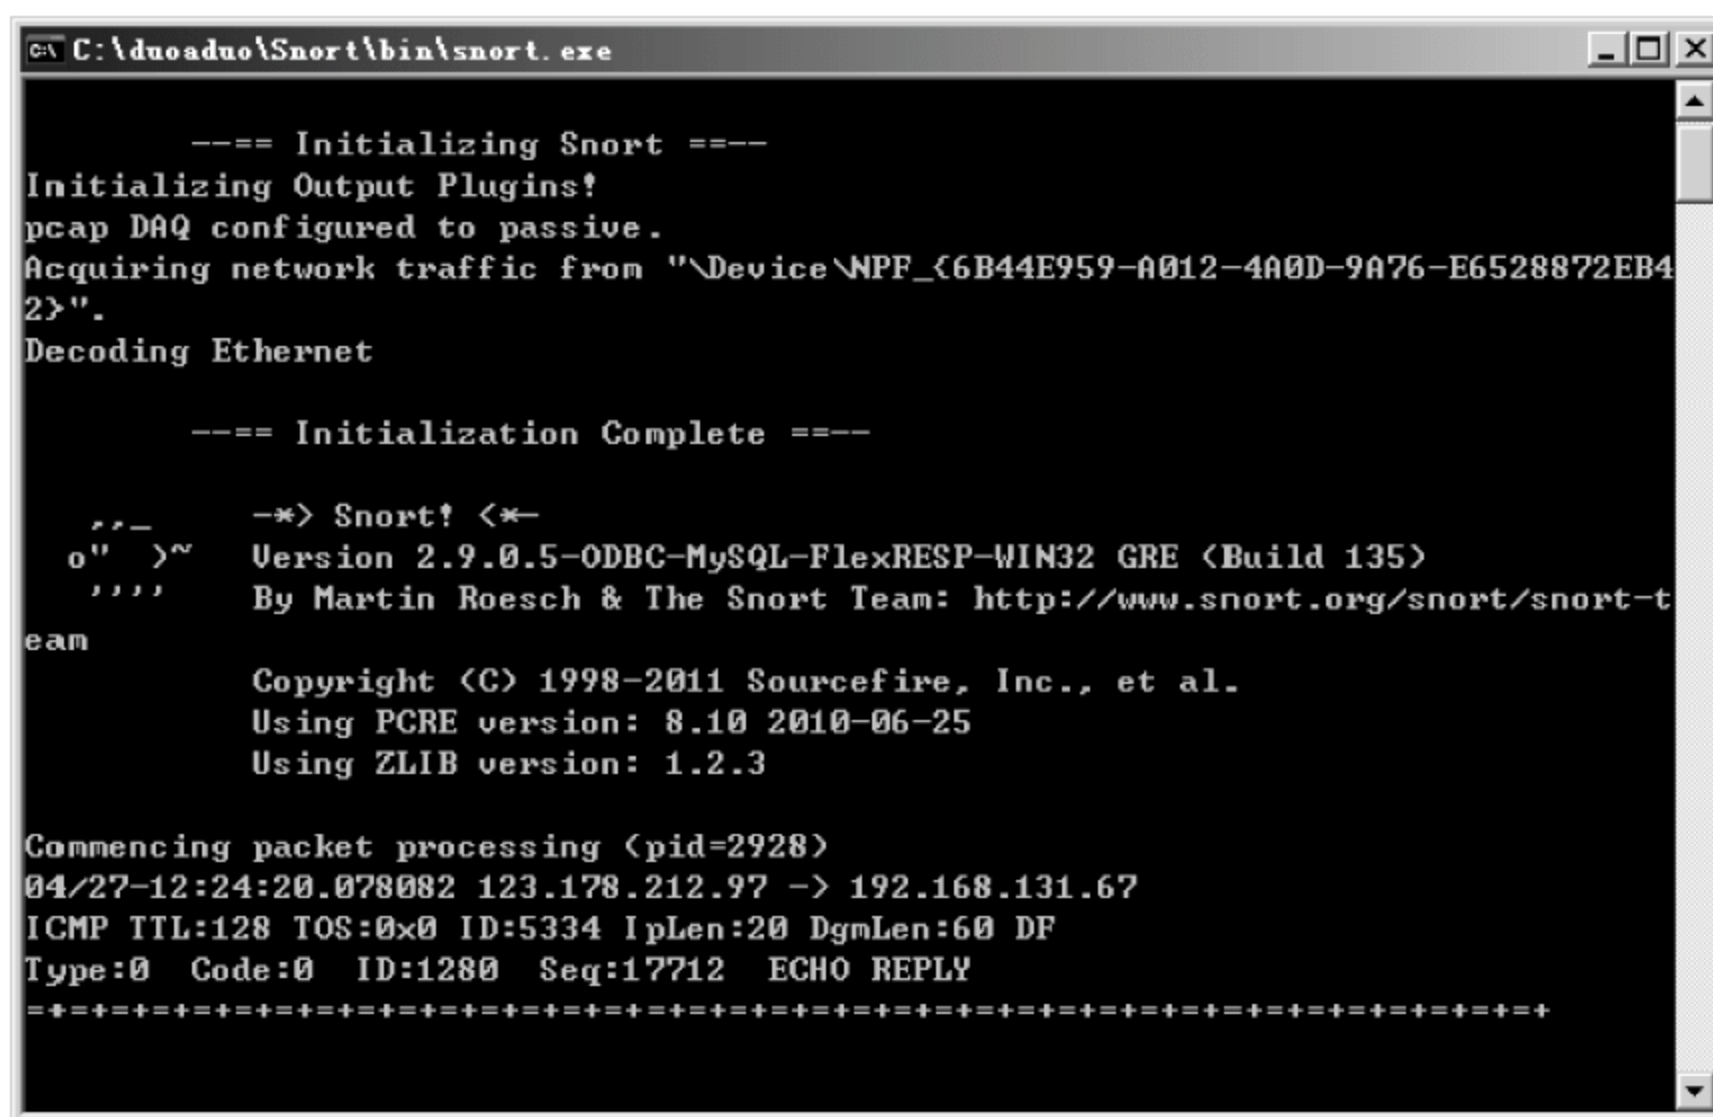 C:\duoaduo\Snort\bin\snort.exe
--== Initializing Snort ==--
Initializing Output Plugins!
pcap DAQ configured to passive.
Acquiring network traffic from "\Device\NPF_{6B44E959-A012-4A0D-9A76-E6528872EB4
2}".
Decoding Ethernet
--== Initialization Complete ==--
,,_     -*> Snort! <*-
o"  )~   Version 2.9.0.5-ODBC-MySQL-FlexRESP-WIN32 GRE (Build 135)
''''    By Martin Roesch & The Snort Team: http://www.snort.org/snort/snort-t
eam
Copyright (C) 1998-2011 Sourcefire, Inc., et al.
Using PCRE version: 8.10 2010-06-25
Using ZLIB version: 1.2.3
Commencing packet processing (pid=2928)
04/27-12:24:20.078082 123.178.212.97 -> 192.168.131.67
ICMP TTL:128 TOS:0x0 ID:5334 IpLen:20 DgmLen:60 DF
Type:0  Code:0  ID:1280  Seq:17712  ECHO REPLY
=+=+=+=+=+=+=+=+=+=+=+=+=+=+=+=+=+=+=+=+=+=+=+=+=+=+=+=+=+=+=+=+=+=+=+=+=+